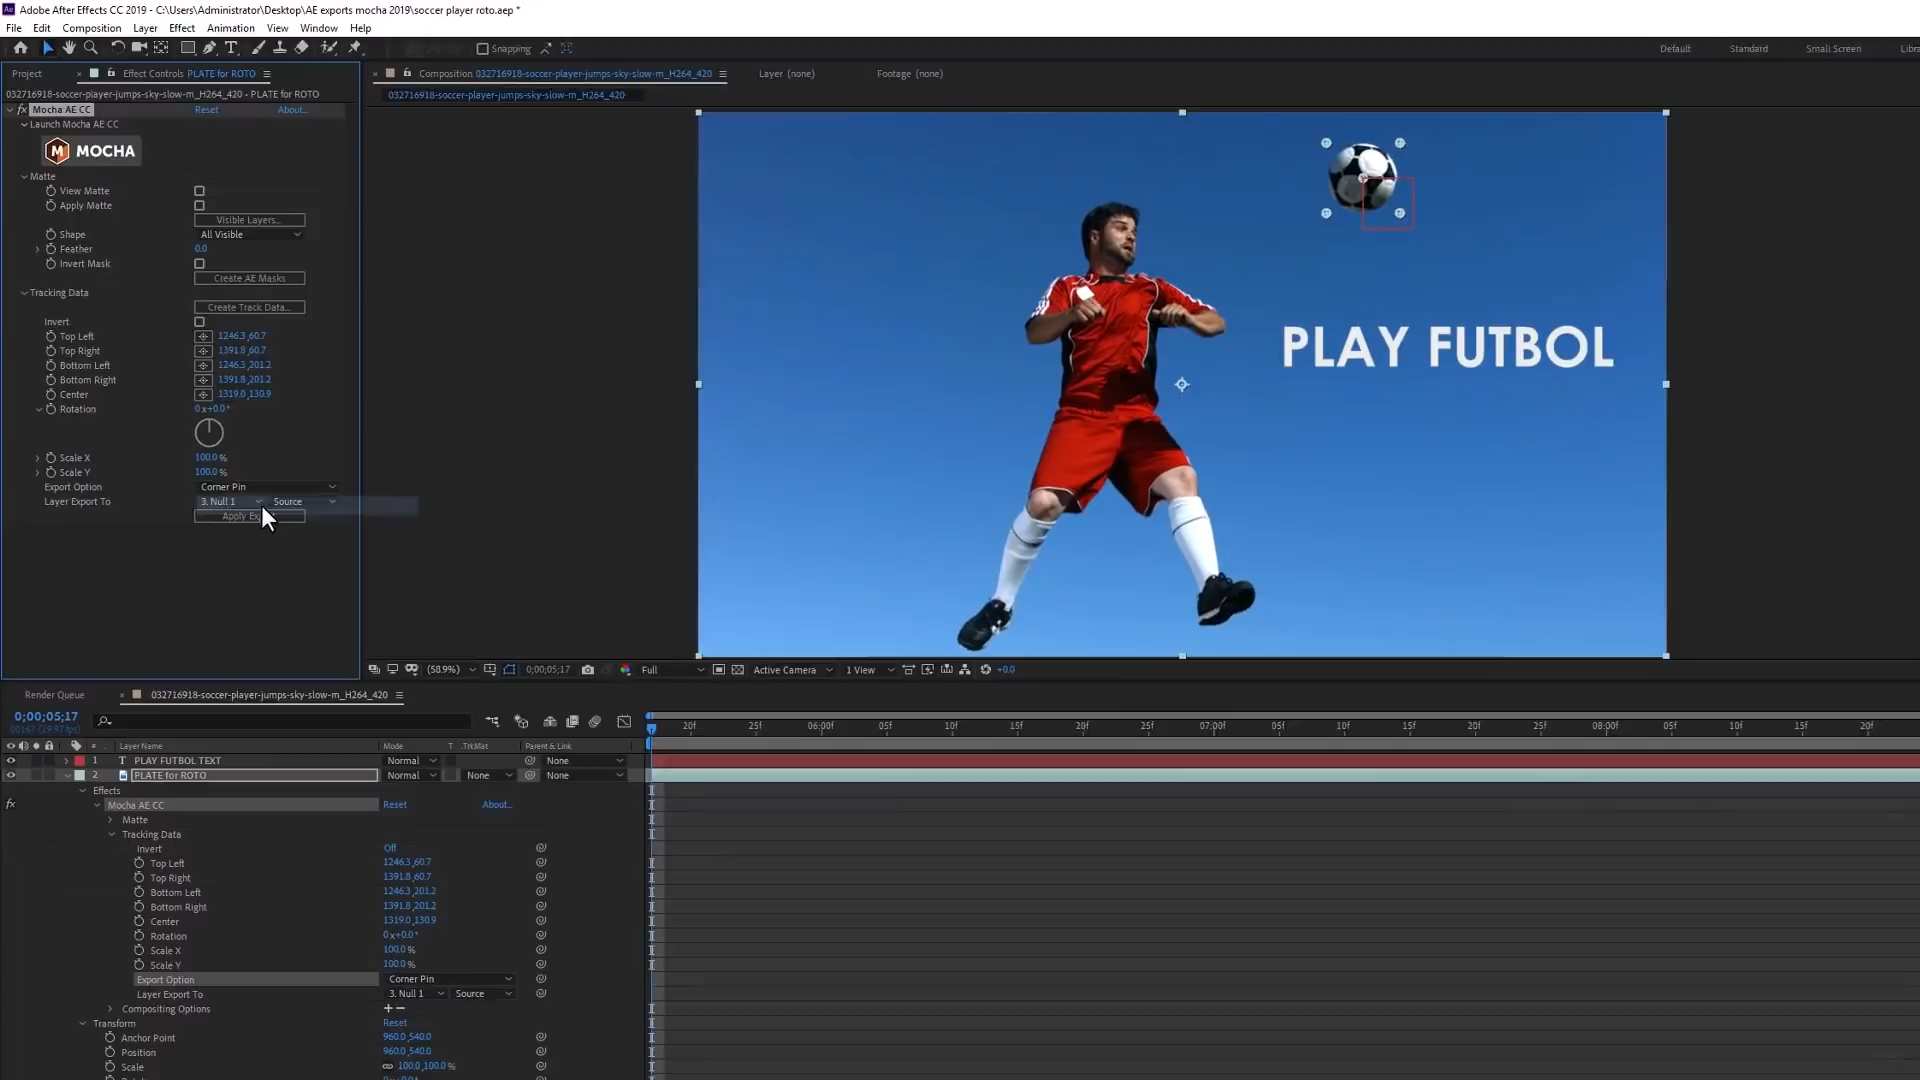 Adobe After Effects CC 2019 - C:\Users\Administrator\Desktop\AE exports mocha 2019\soccer player roto.aep *
File Edit Composition Layer Effect Animation View Window Help
Snapping
Default Standard Small Screen
Project Effect Controls PLATE for ROTO
032716918-soccer-player-jumps-sky-slow-m_H264_420 • PLATE for ROTO
Composition 032716918-soccer-player-jumps-sky-slow-m_H264_420 Layer (none) Footage (none)
032716918-soccer-player-jumps-sky-slow-m_H264_420
fx Mocha AE CC Reset About...
Launch Mocha AE CC
M MOCHA
Matte
View Matte
Apply Matte
Visible Layers...
Shape All Visible
Feather 0.0
Invert Mask
Create AE Masks
Tracking Data
Create Track Data...
Invert
Top Left 1246.3,60.7
Top Right 1391.8,60.7
Bottom Left 1246.3,201.2
Bottom Right 1391.8,201.2
Center 1319.0,130.9
Rotation 0x+0.0°
Scale X 100.0 %
Scale Y 100.0 %
Export Option Corner Pin
Layer Export To 3. Null 1 Source
PLAY FUTBOL
(58.9%) 0;00;05;17 Full Active Camera 1 View +0.0
Render Queue 032716918-soccer-player-jumps-sky-slow-m_H264_420
0;00;05;17
00167 (29.97 fps)
20f 25f 06:00f 05f 10f 15f 20f 25f 07:00f 05f 10f 15f 20f 25f 08:00f 05f 10f 15f 20f
# Layer Name Mode T .TrkMat Parent & Link
1 T PLAY FUTBOL TEXT Normal None
2 PLATE for ROTO Normal None None
Effects
fx Mocha AE CC Reset About...
Matte
Tracking Data
Invert Off
Top Left 1246.3,60.7
Top Right 1391.8,60.7
Bottom Left 1246.3,201.2
Bottom Right 1391.8,201.2
Center 1319.0,130.9
Rotation 0x+0.0°
Scale X 100.0 %
Scale Y 100.0 %
Export Option Corner Pin
Layer Export To 3. Null 1 Source
Compositing Options + −
Transform Reset
Anchor Point 960.0,540.0
Position 960.0,540.0
Scale 100.0,100.0 %